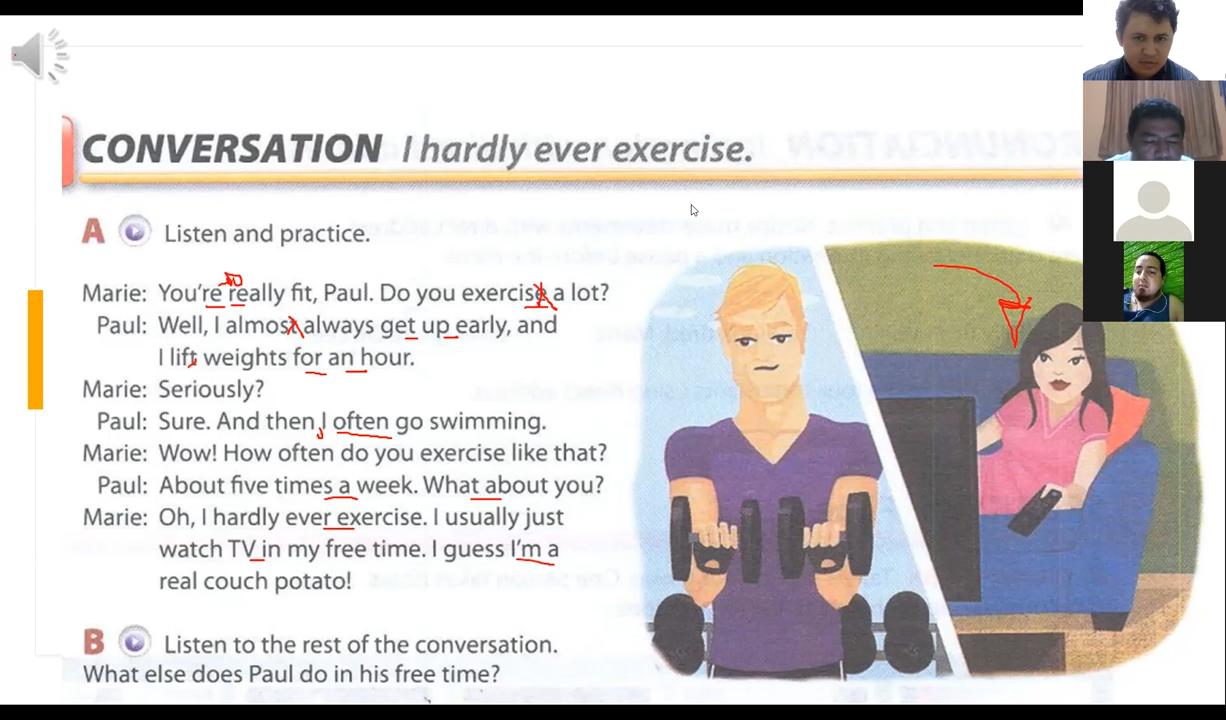 CONVERSATION I hardly ever exercise.
A Listen and practice.
Marie: You're really fit, Paul. Do you exercise a lot?
Paul: Well, I almost always get up early, and
I lift weights for an hour.
Marie: Seriously?
Paul: Sure. And then I often go swimming.
Marie: Wow! How often do you exercise like that?
Paul: About five times a week. What about you?
Marie: Oh, I hardly ever exercise. I usually just
watch TV in my free time. I guess I'm a
real couch potato!
B Listen to the rest of the conversation.
What else does Paul do in his free time?